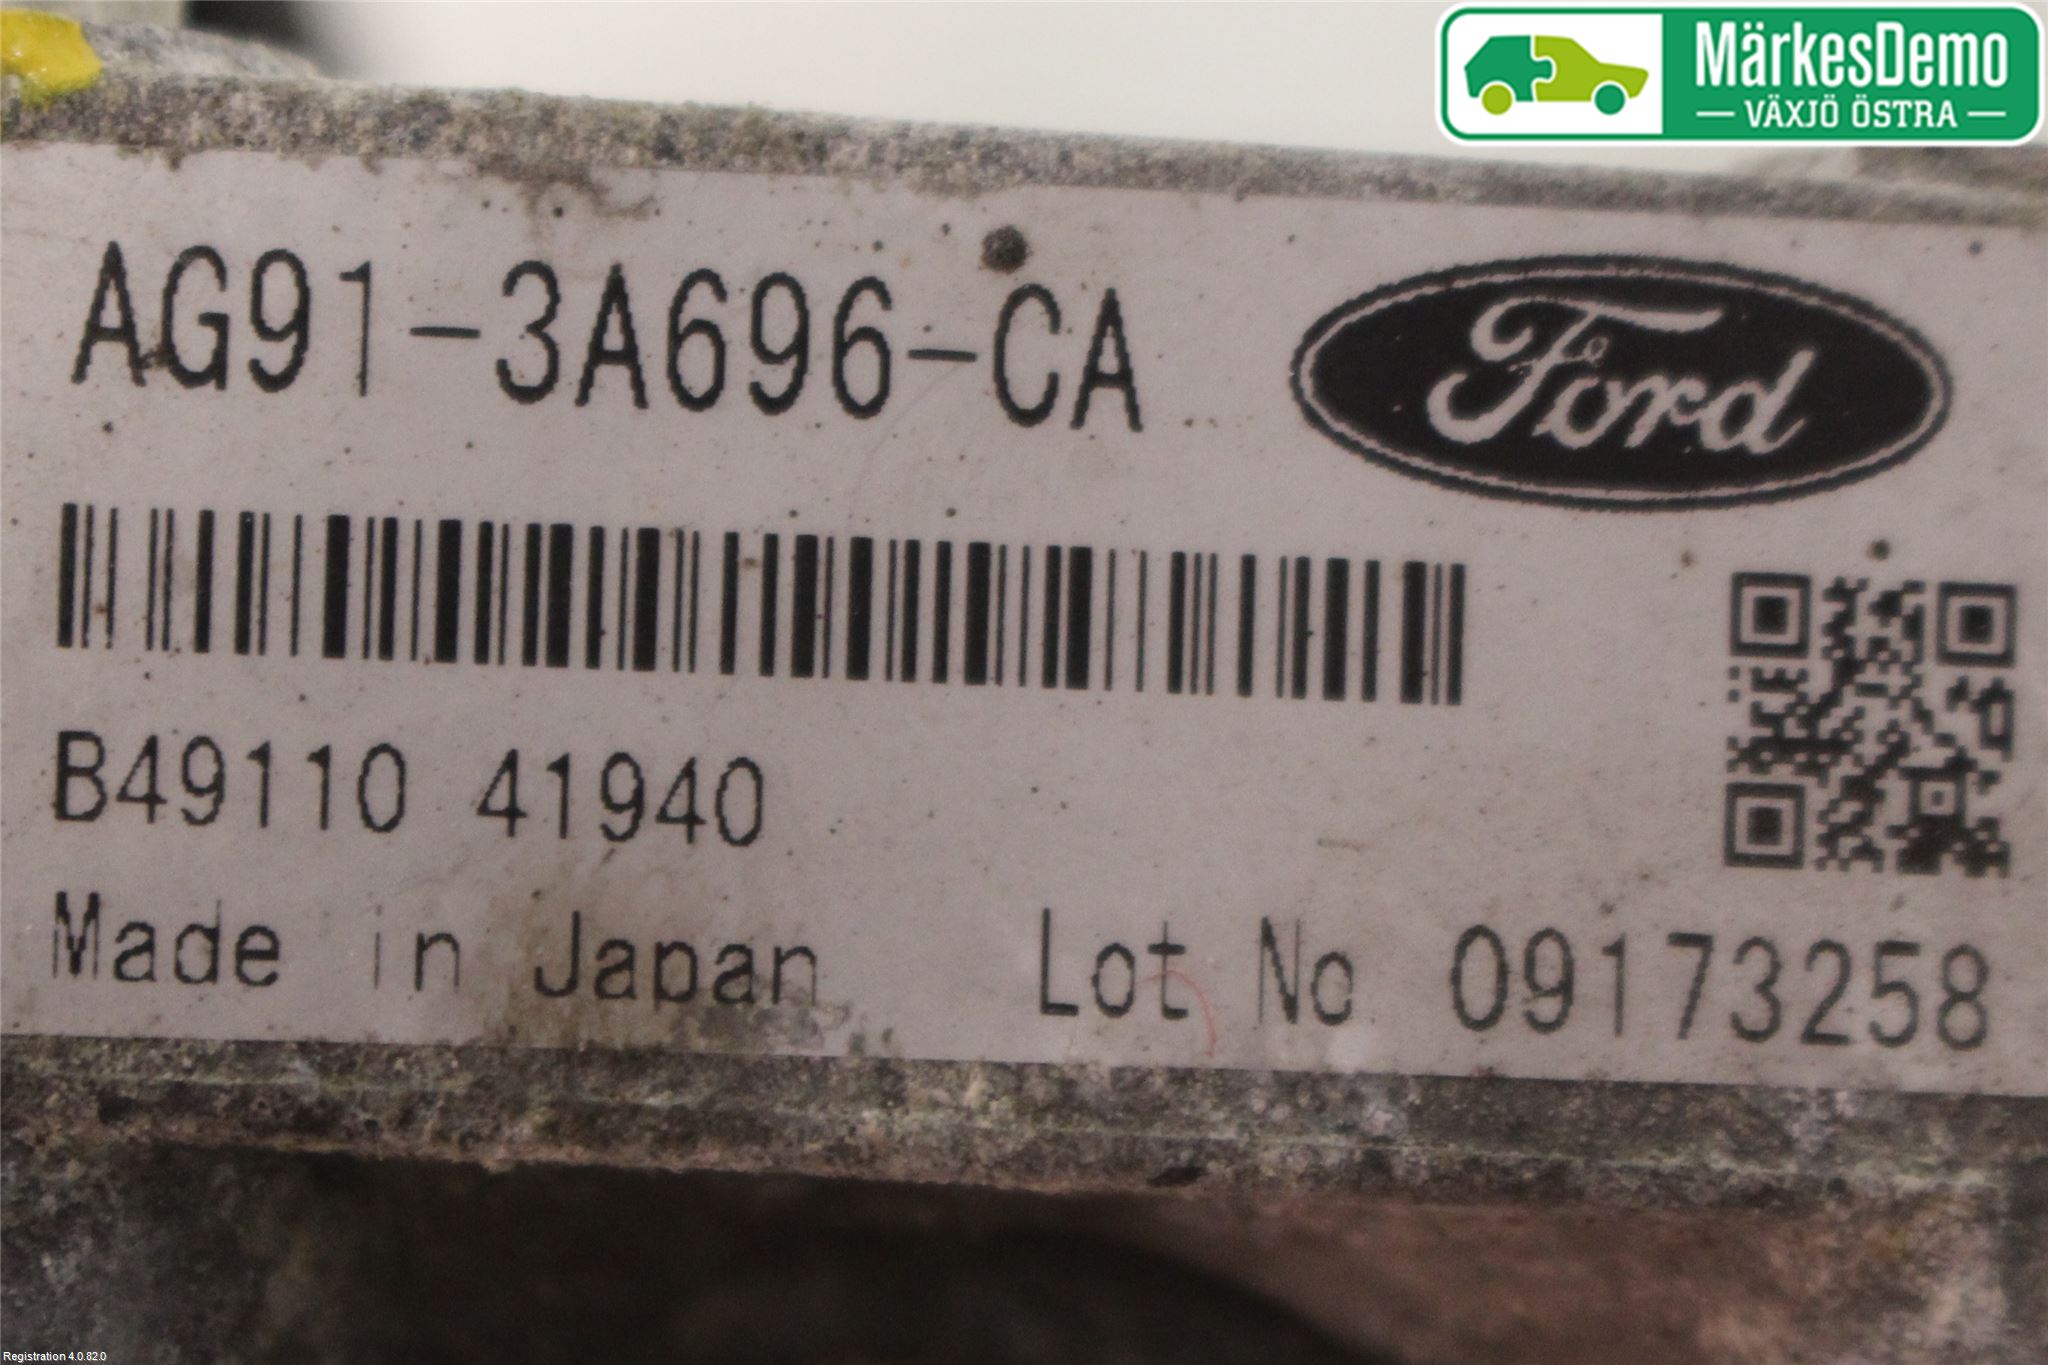 MärkesDemo
VÄXJÖ ÖSTRA
AG91-3A696-CA
Ford
B49110 41940
Made in Japan Lot No 09173258
Registration 4.0.82.0